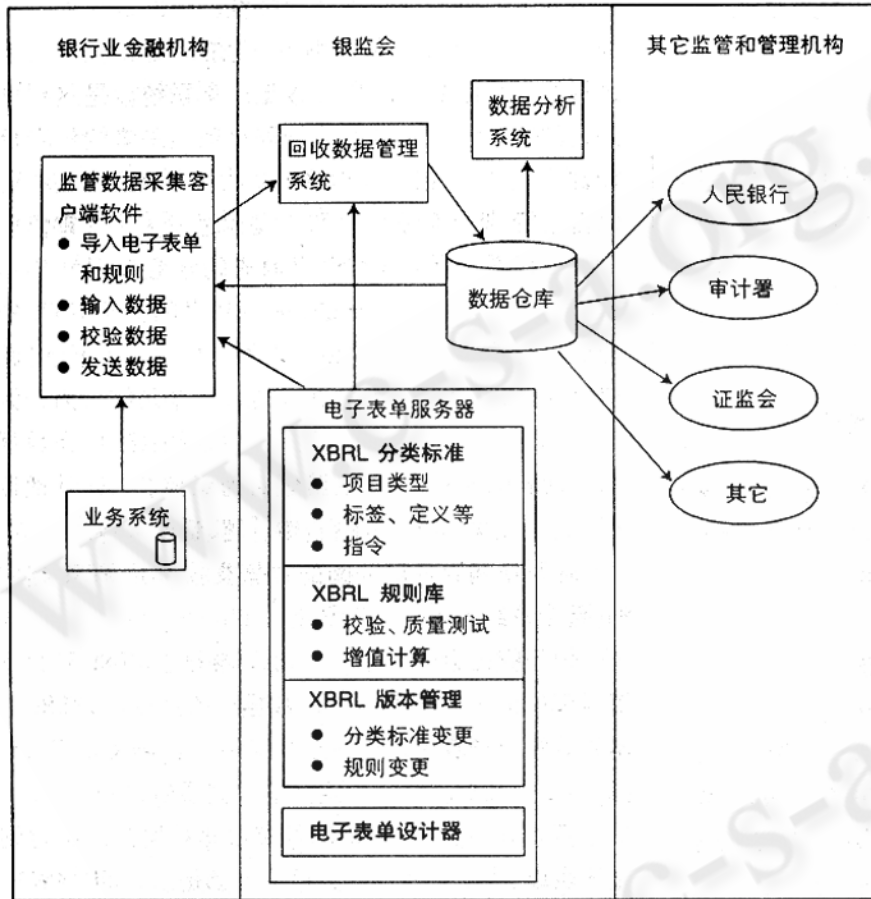 银行业金融机构
银监会
其它监管和管理机构
监管数据采集客
户端软件
● 导入电子表单
和规则
● 输入数据
● 校验数据
● 发送数据
业务系统
回收数据管理
系统
数据分析
系统
数据仓库
电子表单服务器
XBRL 分类标准
● 项目类型
● 标签、定义等
● 指令
XBRL 规则库
● 校验、质量测试
● 增值计算
XBRL 版本管理
● 分类标准变更
● 规则变更
电子表单设计器
人民银行
审计署
证监会
其它
www.c-s-a.org.c
c-s-a